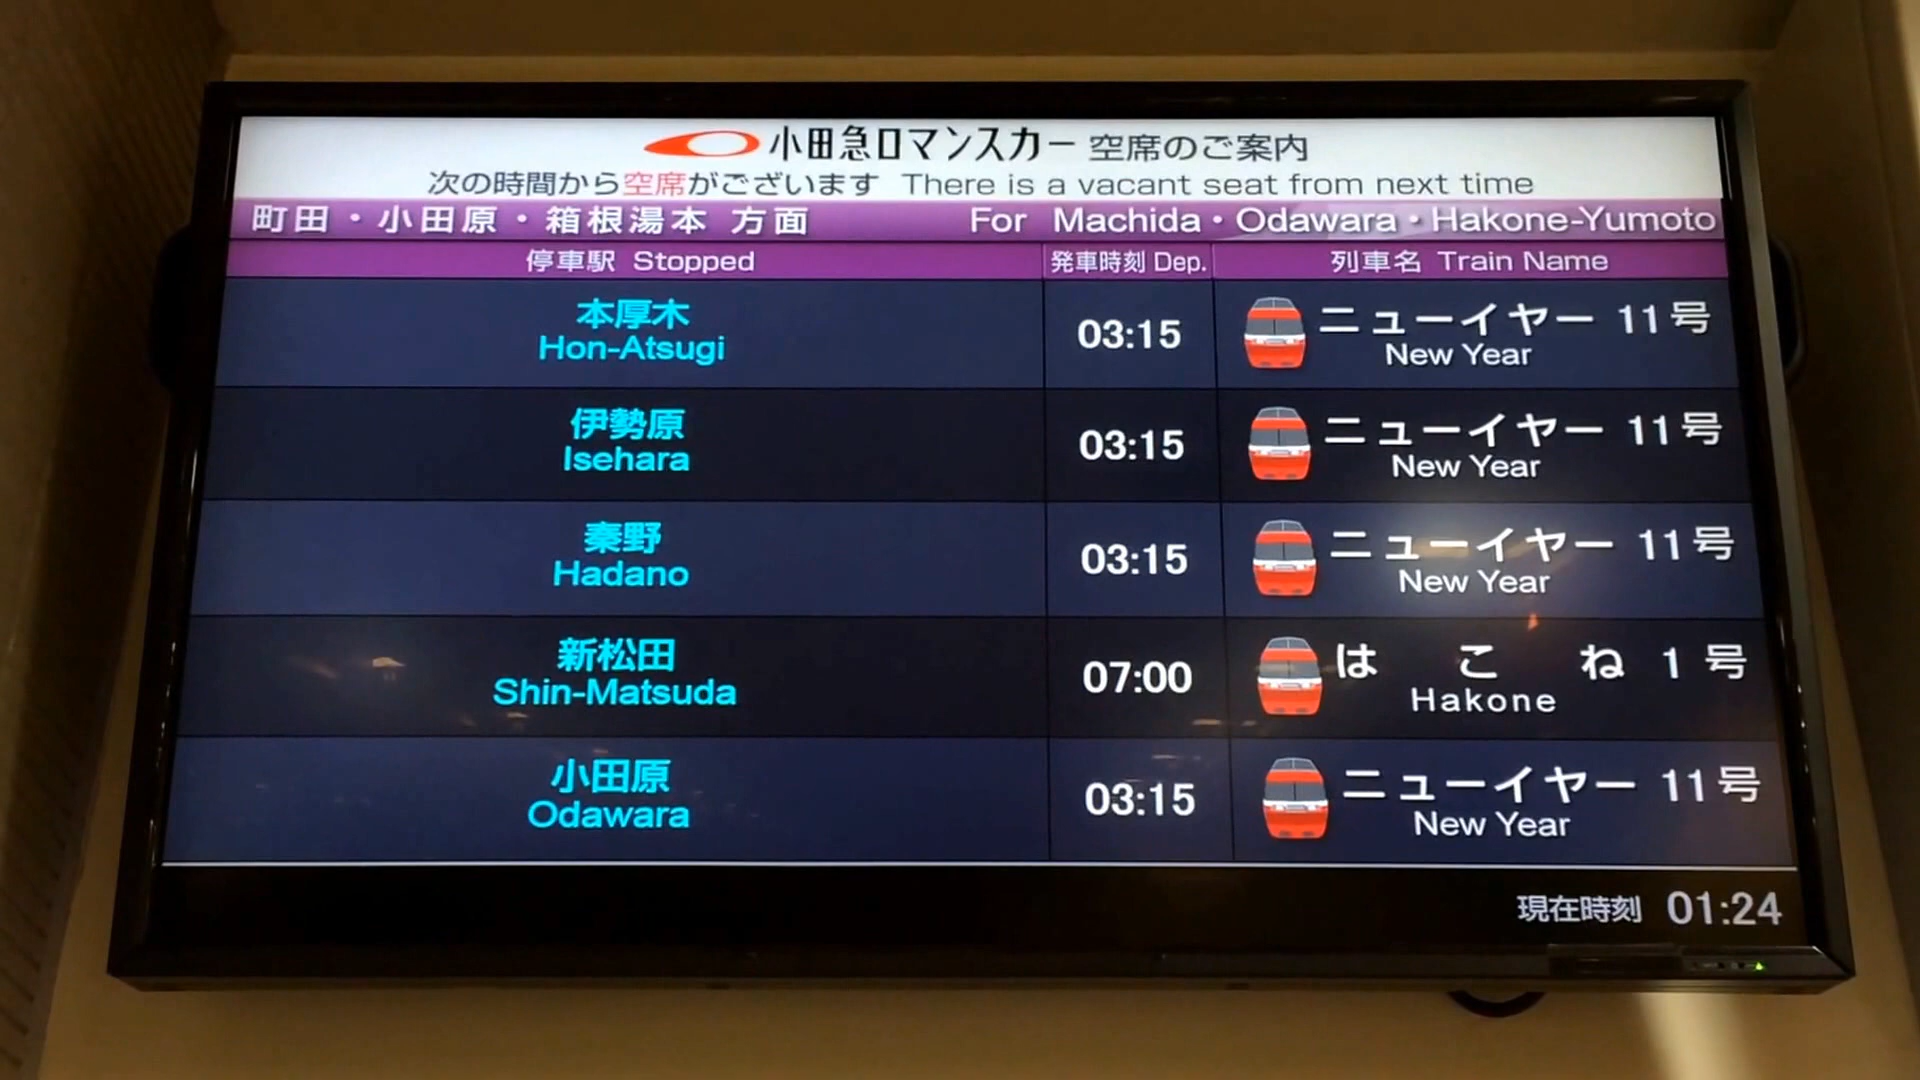 小田急ロマンスカー 空席のご案内
次の時間から空席がございます There is a vacant seat from next time
町田・小田原・箱根湯本 方面 For Machida・Odawara・Hakone-Yumoto
停車駅 Stopped 発車時刻 Dep. 列車名 Train Name
本厚木 03:15 ニューイヤー 11号
Hon-Atsugi New Year
伊勢原 03:15 ニューイヤー 11号
Isehara New Year
秦野 03:15 ニューイヤー 11号
Hadano New Year
新松田 07:00 はこね 1号
Shin-Matsuda Hakone
小田原 03:15 ニューイヤー 11号
Odawara New Year
現在時刻 01:24